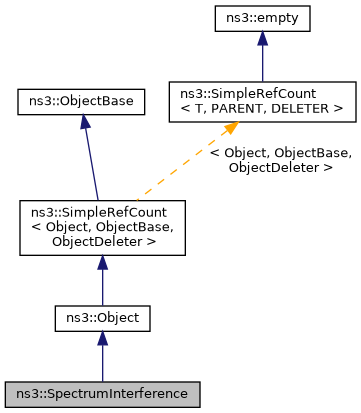 ns3::empty
ns3::SimpleRefCount
< T, PARENT, DELETER >
ns3::ObjectBase
< Object, ObjectBase,
ObjectDeleter >
ns3::SimpleRefCount
< Object, ObjectBase,
ObjectDeleter >
ns3::Object
ns3::SpectrumInterference